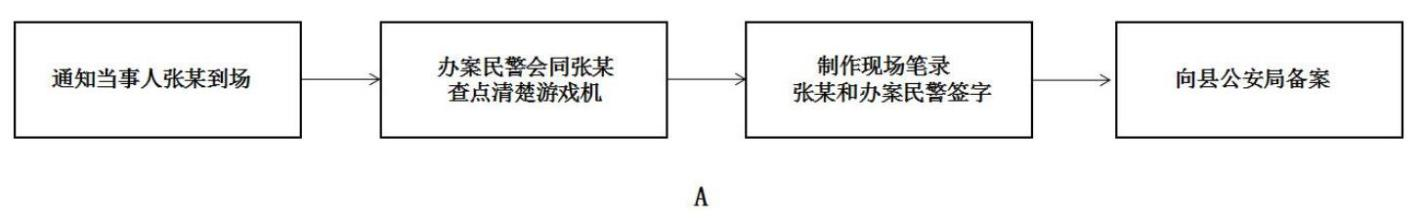 通知当事人张某到场
办案民警会同张某
查点清楚游戏机
制作现场笔录
张某和办案民警签字
向县公安局备案
A